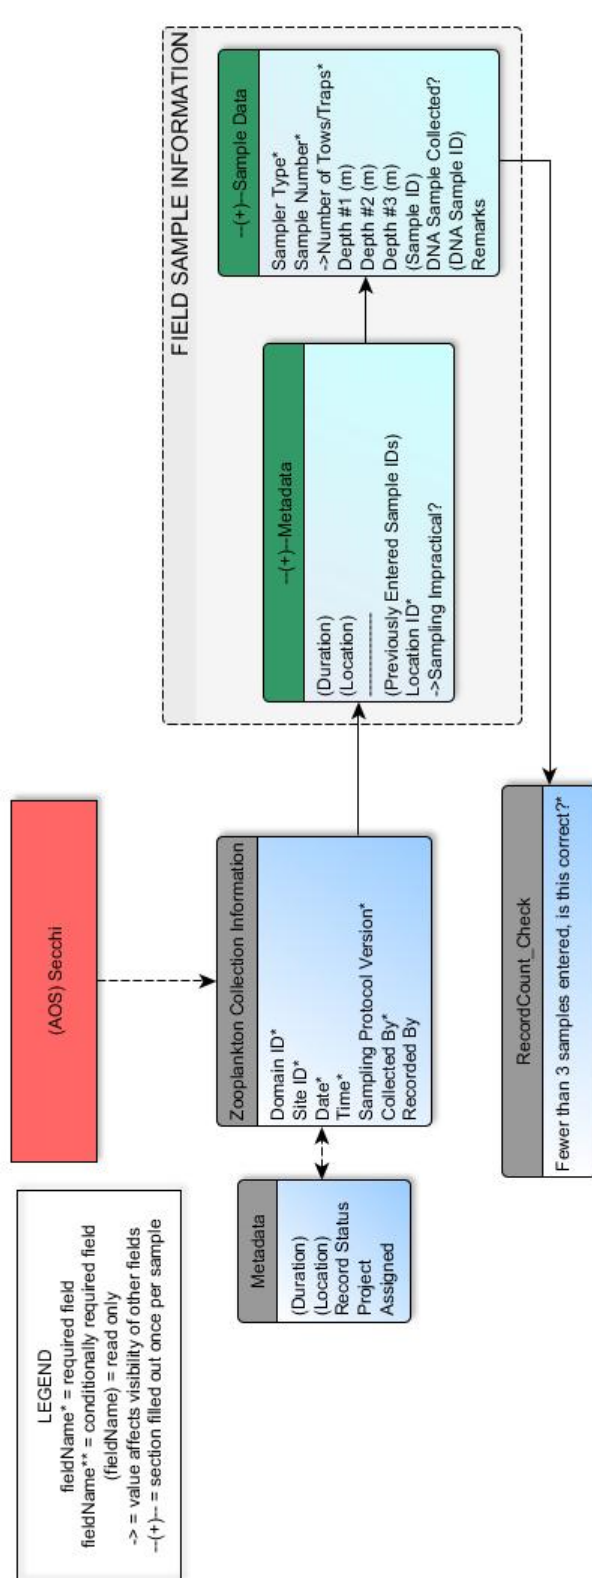 LEGEND
fieldName* = required field
fieldName** = conditionally required field
(fieldName) = read only
-> = value affects visibility of other fields
--(+)-- = section filled out once per sample
(AOS) Secchi
Metadata
(Duration)
(Location)
Record Status
Project
Assigned
Zooplankton Collection Information
Domain ID*
Site ID*
Date*
Time*
Sampling Protocol Version*
Collected By*
Recorded By
FIELD SAMPLE INFORMATION
--(+)--Metadata
(Duration)
(Location)
------------------
(Previously Entered Sample IDs)
Location ID*
->Sampling Impractical?
--(+)--Sample Data
Sampler Type*
Sample Number*
->Number of Tows/Traps*
Depth #1 (m)
Depth #2 (m)
Depth #3 (m)
(Sample ID)
DNA Sample Collected?
(DNA Sample ID)
Remarks
RecordCount_Check
Fewer than 3 samples entered, is this correct?*